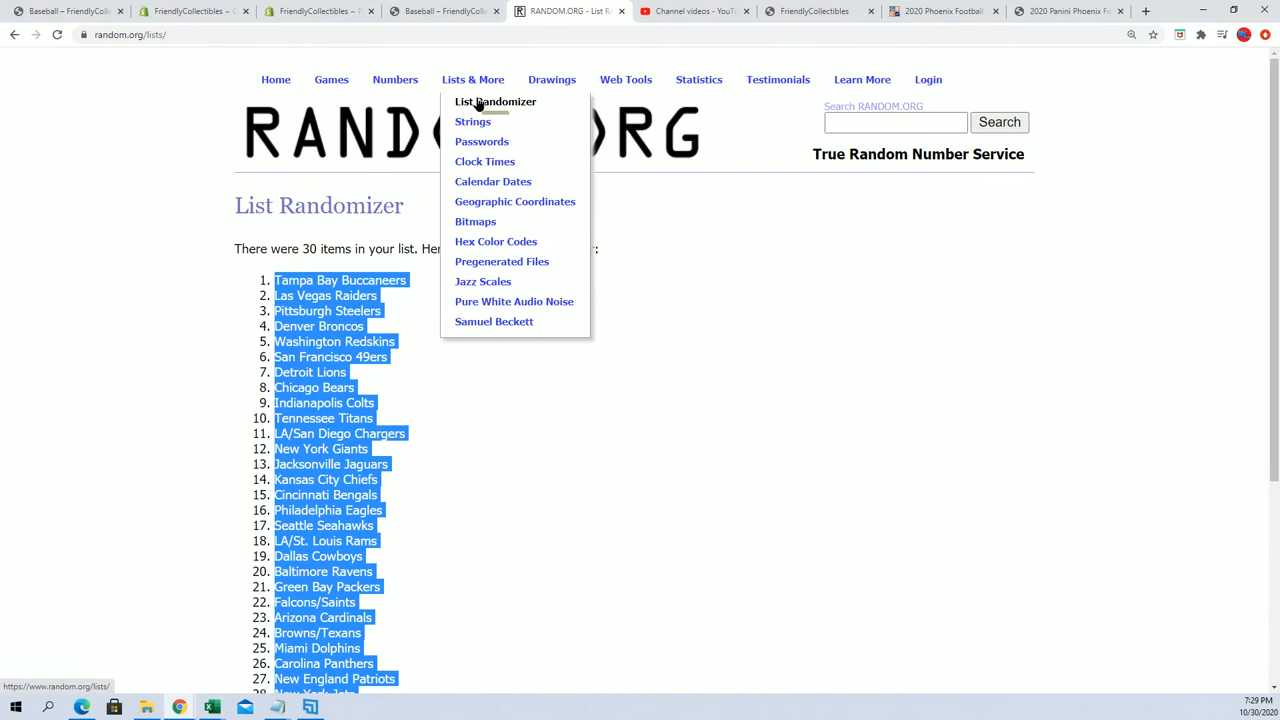 Baseball – FriendlyCollectibles
FriendlyCollectibles ~ C
FriendlyCollectibles ~ P
Baseball – FriendlyColle
RANDOM.ORG - List Ra
Channel videos - YouTu
FriendlyCollectibles
2020 Phoenix Football
2020 Panini Phoenix Fo
random.org/lists/
Home Games Numbers Lists & More Drawings Web Tools Statistics Testimonials Learn More Login
List Randomizer
Strings
Passwords
Clock Times
Calendar Dates
Geographic Coordinates
Bitmaps
Hex Color Codes
Pregenerated Files
Jazz Scales
Pure White Audio Noise
Samuel Beckett
Search RANDOM.ORG
Search
True Random Number Service
List Randomizer
There were 30 items in your list. Her
1. Tampa Bay Buccaneers
2. Las Vegas Raiders
3. Pittsburgh Steelers
4. Denver Broncos
5. Washington Redskins
6. San Francisco 49ers
7. Detroit Lions
8. Chicago Bears
9. Indianapolis Colts
10. Tennessee Titans
11. LA/San Diego Chargers
12. New York Giants
13. Jacksonville Jaguars
14. Kansas City Chiefs
15. Cincinnati Bengals
16. Philadelphia Eagles
17. Seattle Seahawks
18. LA/St. Louis Rams
19. Dallas Cowboys
20. Baltimore Ravens
21. Green Bay Packers
22. Falcons/Saints
23. Arizona Cardinals
24. Browns/Texans
25. Miami Dolphins
26. Carolina Panthers
27. New England Patriots
28. New York Jets
https://www.random.org/lists/
7:29 PM
10/30/2020